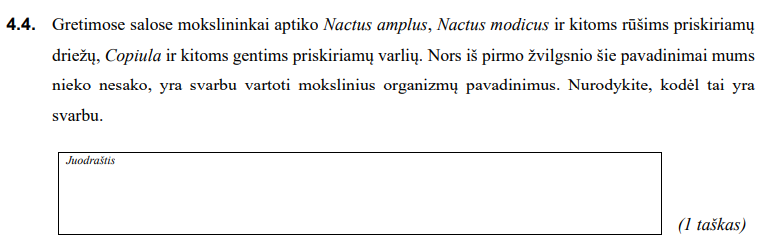 4.4. Gretimose salose mokslininkai aptiko Nactus amplus, Nactus modicus ir kitoms rūšims priskiriamų
driežų, Copiula ir kitoms gentims priskiriamų varlių. Nors iš pirmo žvilgsnio šie pavadinimai mums
nieko nesako, yra svarbu vartoti mokslinius organizmų pavadinimus. Nurodykite, kodėl tai yra
svarbu.
Juodraštis
(1 taškas)